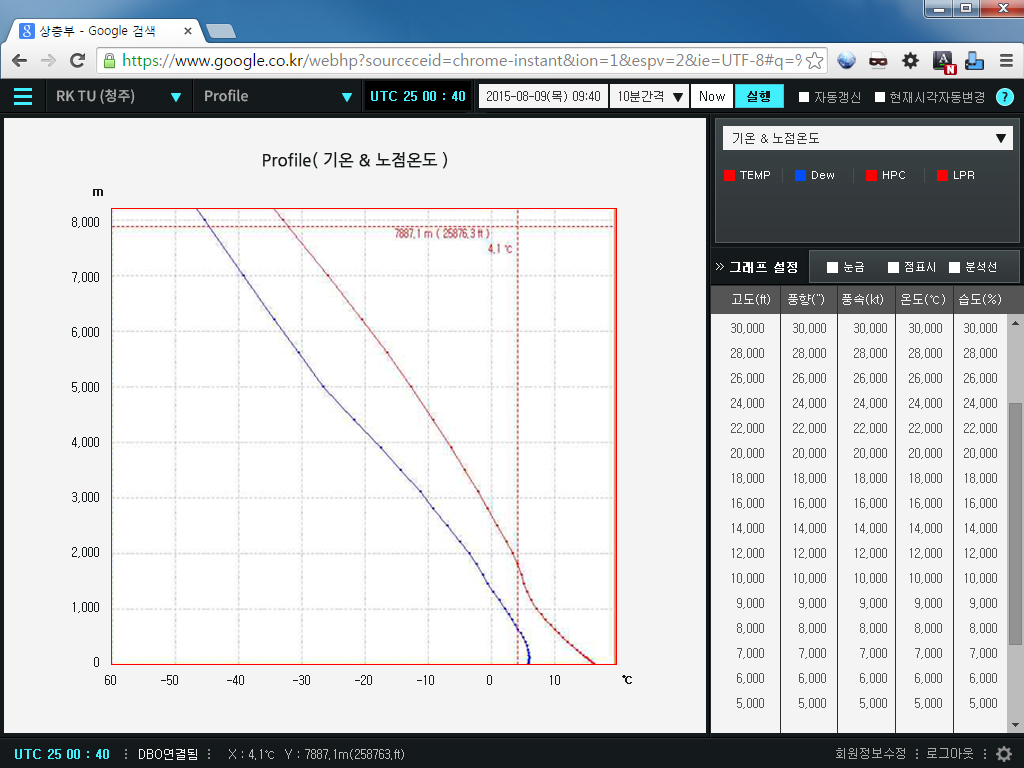 상층부 - Google 검색
https://www.google.co.kr/webhp?sourceceid=chrome-instant&ion=1&espv=2&ie=UTF-8#q=%
RK TU (청주) Profile UTC 25 00 : 40 2015-08-09(목) 09:40 10분간격 Now 실행 자동갱신 현재시각자동변경 ?
Profile( 기온 & 노점온도 )
m
8,000
7,000
6,000
5,000
4,000
3,000
2,000
1,000
0
7887,1 m ( 25876,3 ft )
4,1 ℃
60 -50 -40 -30 -20 -10 0 10 ℃
기온 & 노점온도
TEMP Dew HPC LPR
» 그래프 설정 눈금 점표시 분석선
고도(ft) 풍향(˚) 풍속(kt) 온도(℃) 습도(%)
30,000 30,000 30,000 30,000 30,000
28,000 28,000 28,000 28,000 28,000
26,000 26,000 26,000 26,000 26,000
24,000 24,000 24,000 24,000 24,000
22,000 22,000 22,000 22,000 22,000
20,000 20,000 20,000 20,000 20,000
18,000 18,000 18,000 18,000 18,000
16,000 16,000 16,000 16,000 16,000
14,000 14,000 14,000 14,000 14,000
12,000 12,000 12,000 12,000 12,000
10,000 10,000 10,000 10,000 10,000
9,000 9,000 9,000 9,000 9,000
8,000 8,000 8,000 8,000 8,000
7,000 7,000 7,000 7,000 7,000
6,000 6,000 6,000 6,000 6,000
5,000 5,000 5,000 5,000 5,000
UTC 25 00 : 40 ⋮ DB0연결됨 ⋮ X : 4,1℃ Y : 7887,1m(258763,ft) 회원정보수정 ⋮ 로그아웃 ⋮